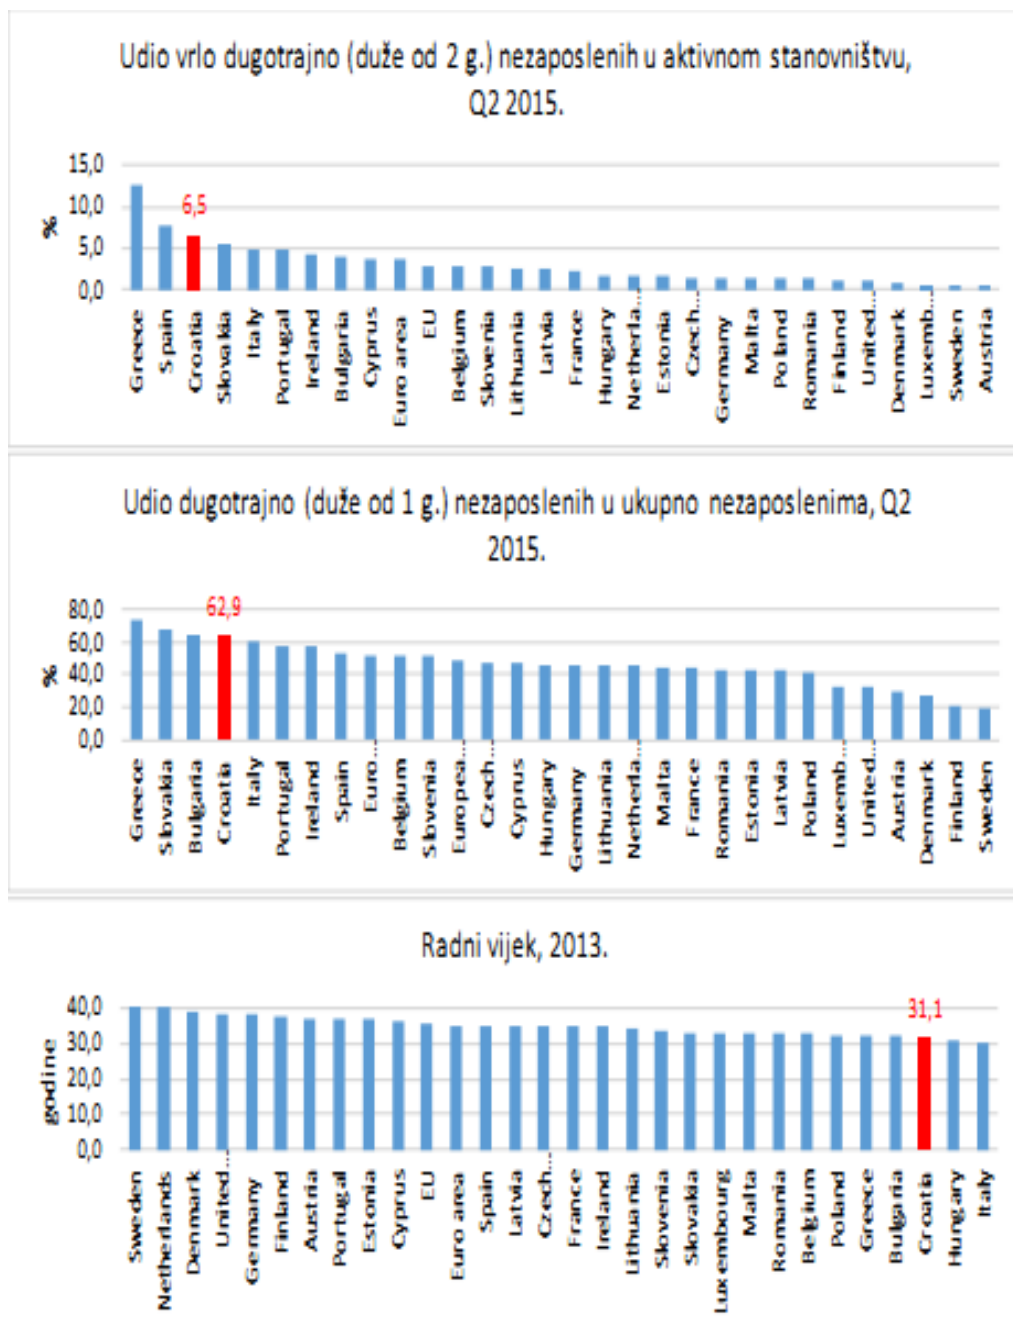 Udio vrlo dugotrajno (duže od 2 g.) nezaposlenih u aktivnom stanovništvu,
Q2 2015.
15,0
10,0
5,0
0,0
%
6,5
Greece
Spain
Croatia
Slovakia
Italy
Portugal
Ireland
Bulgaria
Cyprus
Euro area
EU
Belgium
Slovenia
Lithuania
Latvia
France
Hungary
Netherla...
Estonia
Czech...
Germany
Malta
Poland
Romania
Finland
United...
Denmark
Luxemb...
Sweden
Austria
Udio dugotrajno (duže od 1 g.) nezaposlenih u ukupno nezaposlenima, Q2
2015.
80,0
60,0
40,0
20,0
0,0
%
62,9
Greece
Slovakia
Bulgaria
Croatia
Italy
Portugal
Ireland
Spain
Euro...
Belgium
Slovenia
Europea...
Czech...
Cyprus
Hungary
Germany
Lithuania
Netherla...
Malta
France
Romania
Estonia
Latvia
Poland
Luxemb...
United...
Austria
Denmark
Finland
Sweden
Radni vijek, 2013.
40,0
30,0
20,0
10,0
0,0
godine
31,1
Sweden
Netherlands
Denmark
United...
Germany
Finland
Austria
Portugal
Estonia
Cyprus
EU
Euro area
Spain
Latvia
Czech...
France
Ireland
Lithuania
Slovenia
Slovakia
Luxembourg
Malta
Romania
Belgium
Poland
Greece
Bulgaria
Croatia
Hungary
Italy